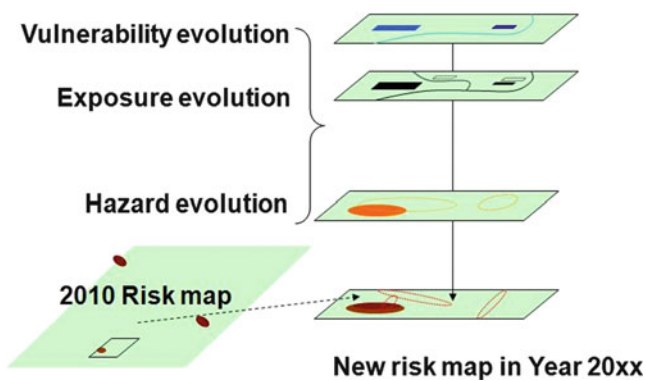 Vulnerability evolution
Exposure evolution
Hazard evolution
2010 Risk map
New risk map in Year 20xx